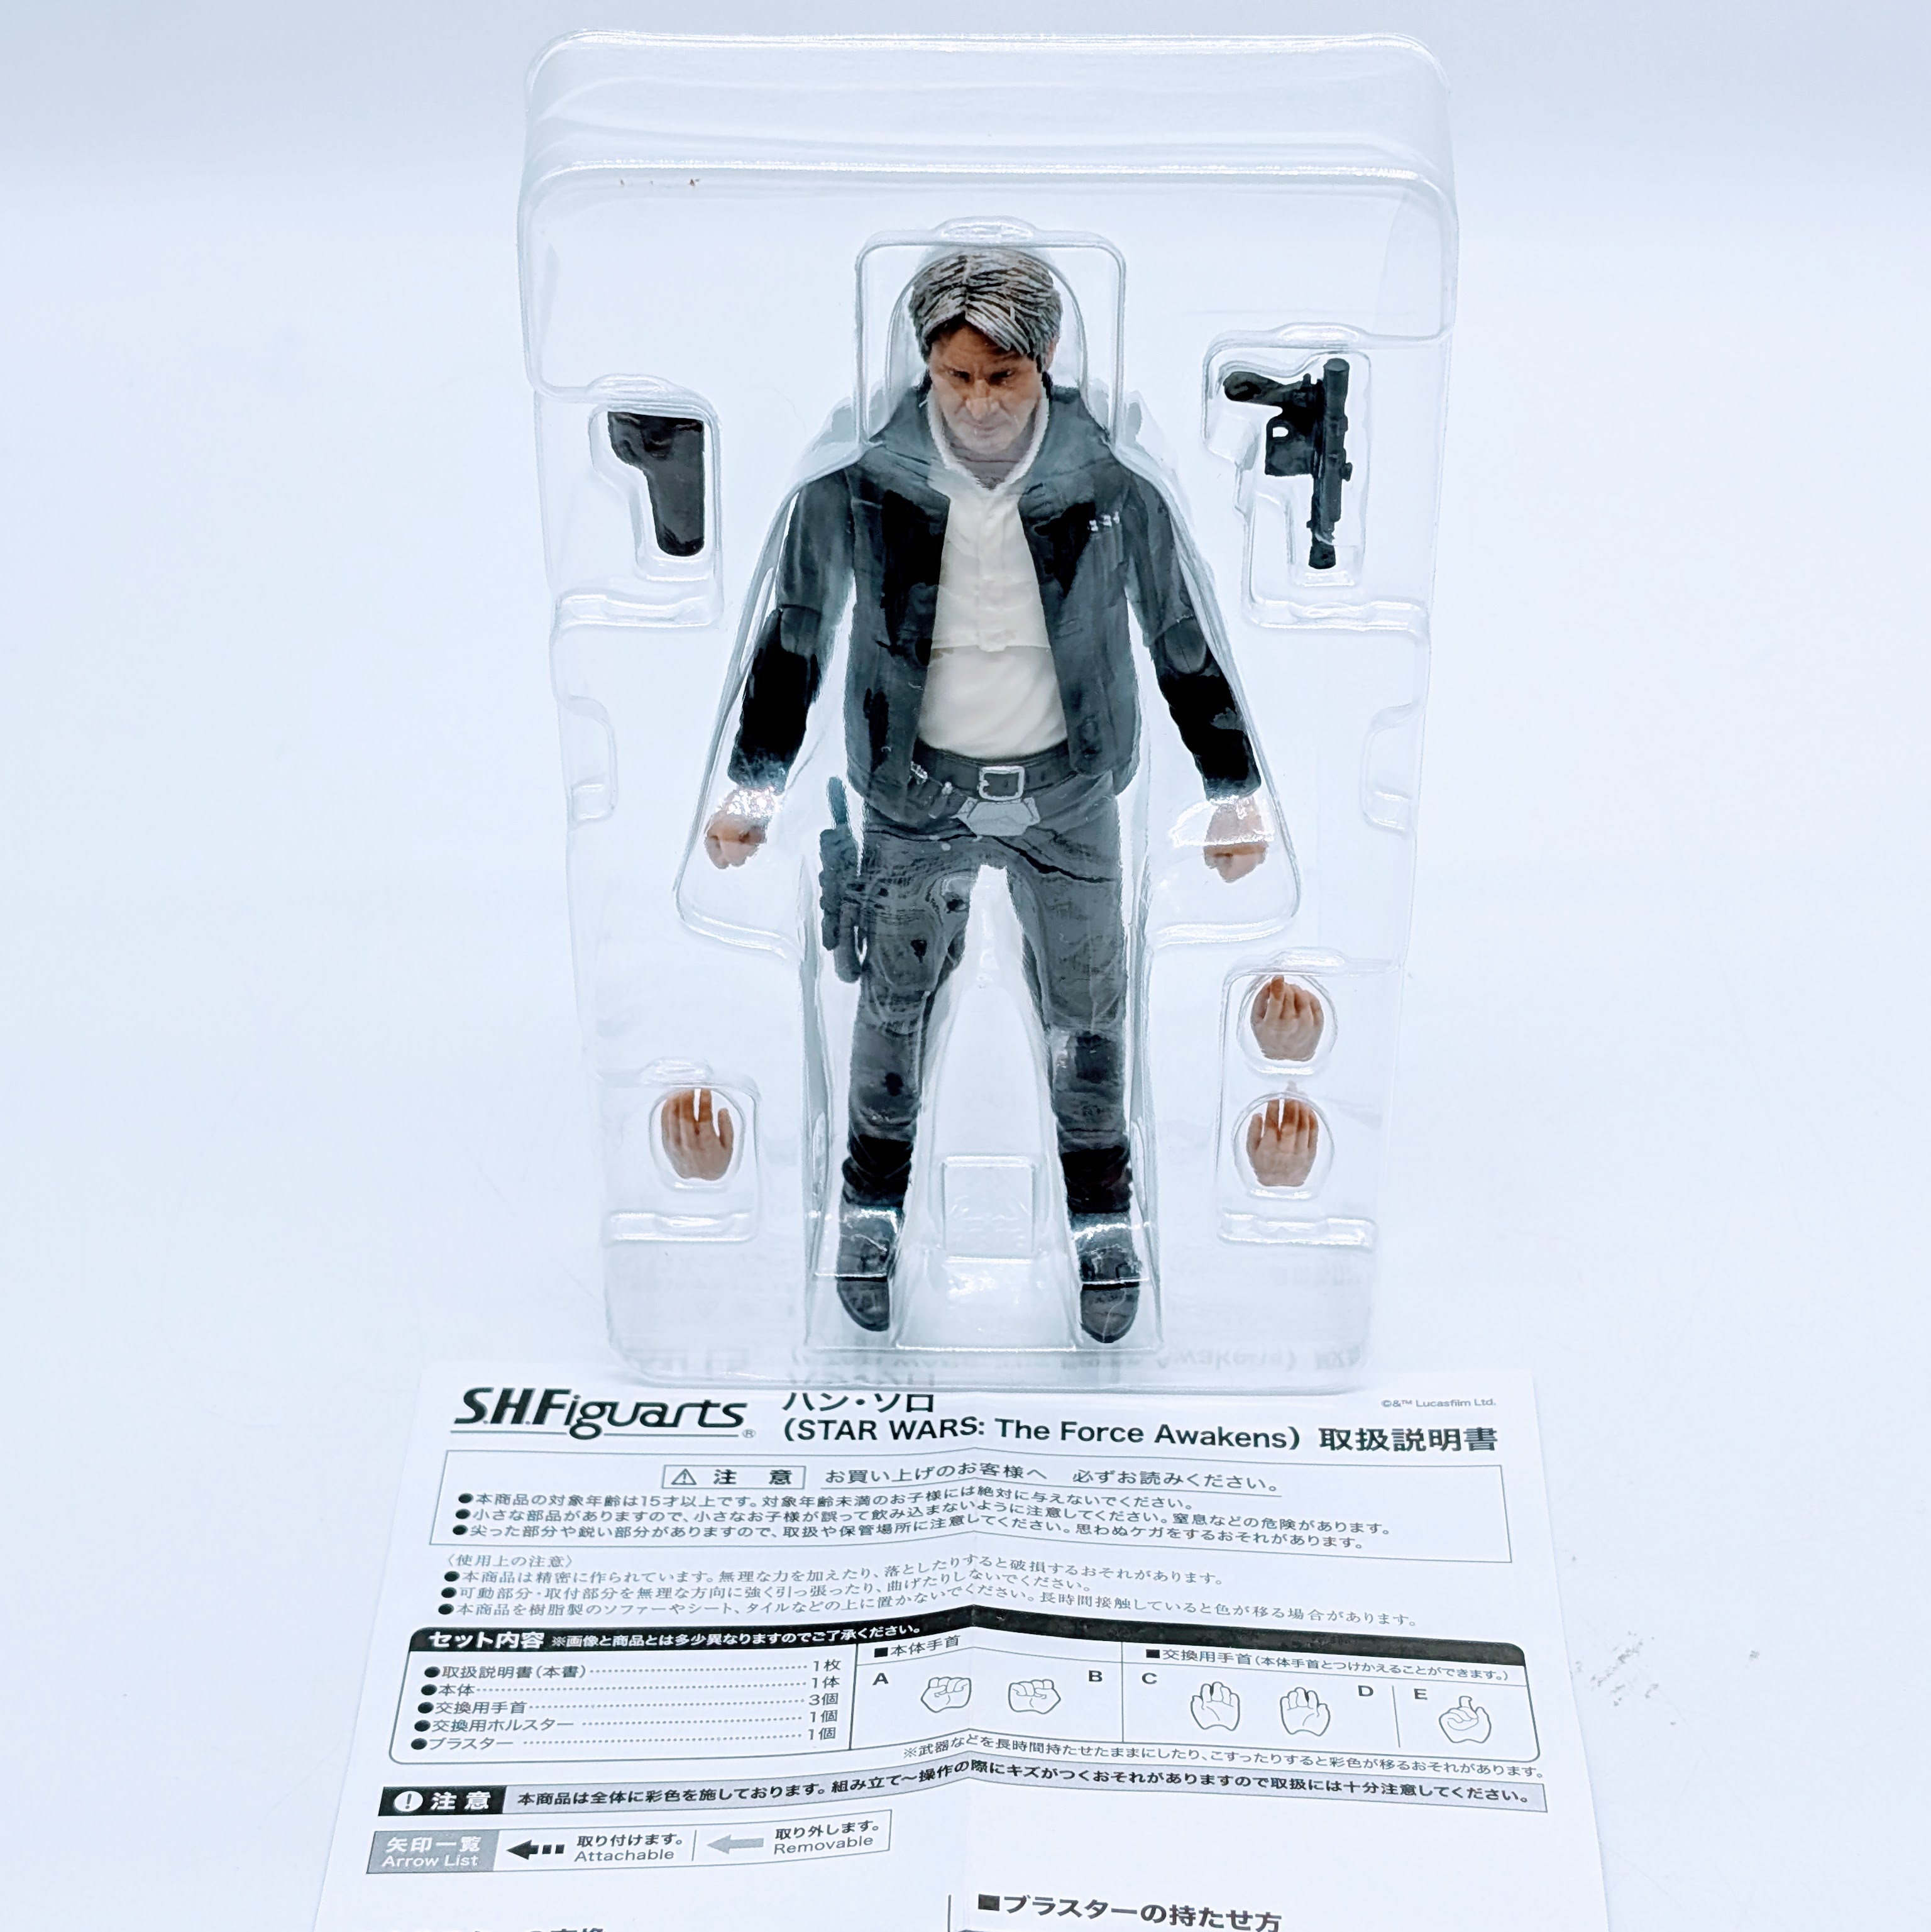 S.H.Figuarts®
ハン・ソロ
(STAR WARS: The Force Awakens) 取扱説明書
©&™ Lucasfilm Ltd.
⚠ 注 意 お買い上げのお客様へ 必ずお読みください。
●本商品の対象年齢は15才以上です。対象年齢未満のお子様には絶対に与えないでください。
●小さな部品がありますので、小さなお子様が誤って飲み込まないように注意してください。窒息などの危険があります。
●尖った部分や鋭い部分がありますので、取扱や保管場所に注意してください。思わぬケガをするおそれがあります。
〈使用上の注意〉
●本商品は精密に作られています。無理な力を加えたり、落としたりすると破損するおそれがあります。
●可動部分・取付部分を無理な方向に強く引っ張ったり、曲げたりしないでください。
●本商品を樹脂製のソファーやシート、タイルなどの上に置かないでください。長時間接触していると色が移る場合があります。
セット内容 ※画像と商品とは多少異なりますのでご了承ください。
●取扱説明書(本書)……1枚
●本体……1体
●交換用手首……3個
●交換用ホルスター……1個
●ブラスター……1個
■本体手首
A
B
■交換用手首(本体手首とつけかえることができます。)
C
D
E
※武器などを長時間持たせたままにしたり、こすったりすると彩色が移るおそれがあります。
! 注 意 本商品は全体に彩色を施しております。組み立て〜操作の際にキズがつくおそれがありますので取扱には十分注意してください。
矢印一覧
Arrow List
取り付けます。
Attachable
取り外します。
Removable
■ブラスターの持たせ方